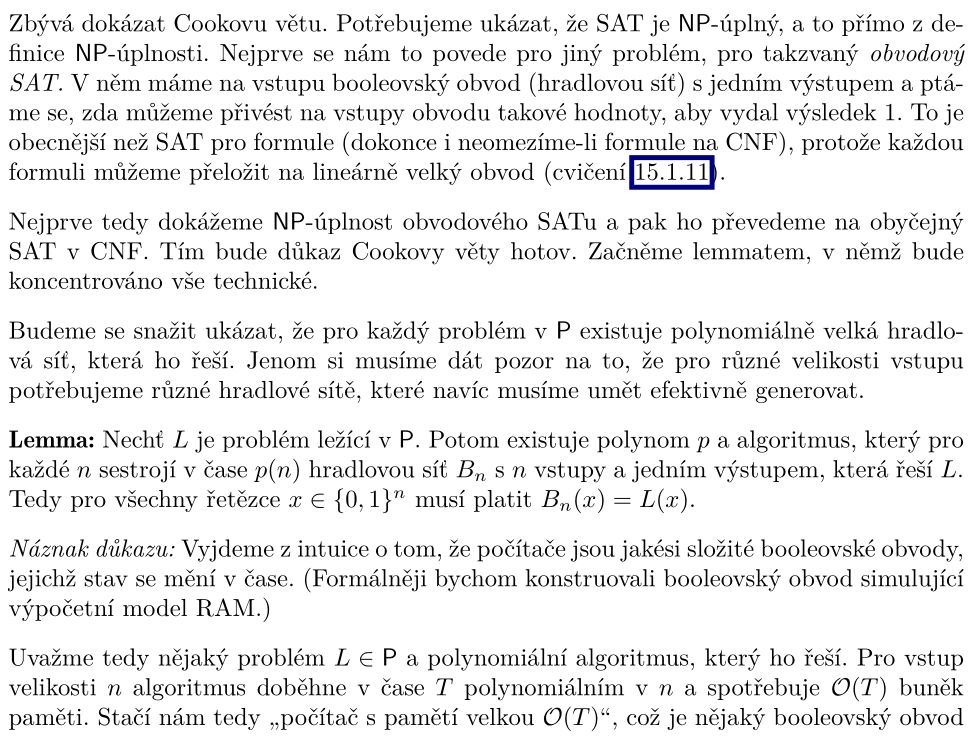 Zbývá dokázat Cookovu větu. Potřebujeme ukázat, že SAT je NP-úplný, a to přímo z de-
finice NP-úplnosti. Nejprve se nám to povede pro jiný problém, pro takzvaný obvodový
SAT. V něm máme na vstupu booleovský obvod (hradlovou síť) s jedním výstupem a ptá-
me se, zda můžeme přivést na vstupy obvodu takové hodnoty, aby vydal výsledek 1. To je
obecnější než SAT pro formule (dokonce i neomezíme-li formule na CNF), protože každou
formuli můžeme přeložit na lineárně velký obvod (cvičení 15.1.11).
Nejprve tedy dokážeme NP-úplnost obvodového SATu a pak ho převedeme na obyčejný
SAT v CNF. Tím bude důkaz Cookovy věty hotov. Začněme lemmatem, v němž bude
koncentrováno vše technické.
Budeme se snažit ukázat, že pro každý problém v P existuje polynomiálně velká hradlo-
vá síť, která ho řeší. Jenom si musíme dát pozor na to, že pro různé velikosti vstupu
potřebujeme různé hradlové sítě, které navíc musíme umět efektivně generovat.
Lemma: Nechť L je problém ležící v P. Potom existuje polynom p a algoritmus, který pro
každé n sestrojí v čase p(n) hradlovou síť Bₙ s n vstupy a jedním výstupem, která řeší L.
Tedy pro všechny řetězce x ∈ {0, 1}ⁿ musí platit Bₙ(x) = L(x).
Náznak důkazu: Vyjdeme z intuice o tom, že počítače jsou jakési složité booleovské obvody,
jejichž stav se mění v čase. (Formálněji bychom konstruovali booleovský obvod simulující
výpočetní model RAM.)
Uvažme tedy nějaký problém L ∈ P a polynomiální algoritmus, který ho řeší. Pro vstup
velikosti n algoritmus doběhne v čase T polynomiálním v n a spotřebuje 𝒪(T) buněk
paměti. Stačí nám tedy „počítač s pamětí velkou 𝒪(T)“, což je nějaký booleovský obvod